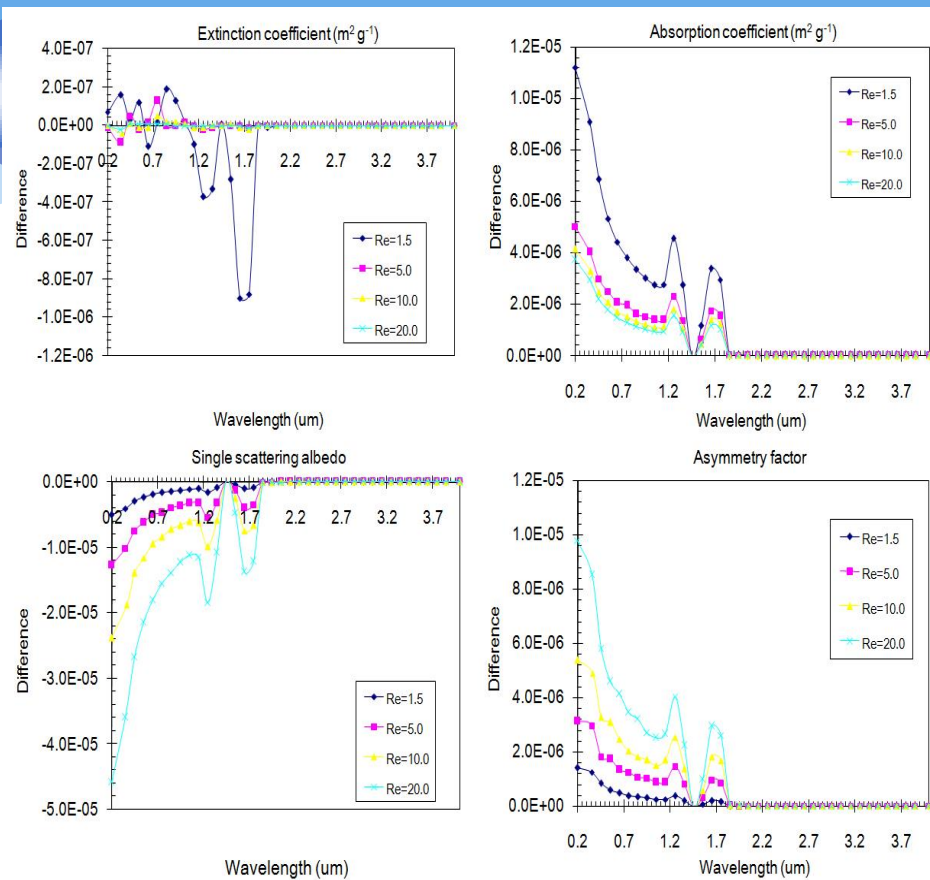 Extinction coefficient (m² g⁻¹)
4.0E-07
2.0E-07
0.0E+00
-2.0E-07
-4.0E-07
-6.0E-07
-8.0E-07
-1.0E-06
-1.2E-06
0.2 0.7 1.2 1.7 2.2 2.7 3.2 3.7
Difference
Re=1.5
Re=5.0
Re=10.0
Re=20.0
Wavelength (um)
Absorption coefficient (m² g⁻¹)
1.2E-05
1.0E-05
8.0E-06
6.0E-06
4.0E-06
2.0E-06
0.0E+00
0.2 0.7 1.2 1.7 2.2 2.7 3.2 3.7
Difference
Re=1.5
Re=5.0
Re=10.0
Re=20.0
Wavelength (um)
Single scattering albedo
0.0E+00
-1.0E-05
-2.0E-05
-3.0E-05
-4.0E-05
-5.0E-05
0.2 0.7 1.2 1.7 2.2 2.7 3.2 3.7
Difference
Re=1.5
Re=5.0
Re=10.0
Re=20.0
Wavelength (um)
Asymmetry factor
1.2E-05
1.0E-05
8.0E-06
6.0E-06
4.0E-06
2.0E-06
0.0E+00
0.2 0.7 1.2 1.7 2.2 2.7 3.2 3.7
Difference
Re=1.5
Re=5.0
Re=10.0
Re=20.0
Wavelength (um)